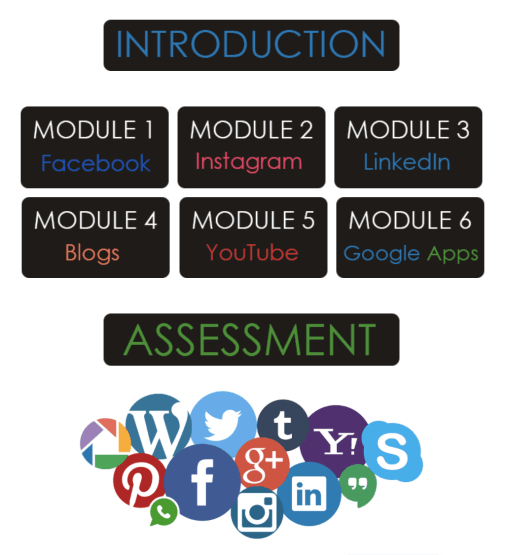 INTRODUCTION
MODULE 1
Facebook
MODULE 2
Instagram
MODULE 3
LinkedIn
MODULE 4
Blogs
MODULE 5
YouTube
MODULE 6
Google Apps
ASSESSMENT
W
t
Y!
S
g+
f
in